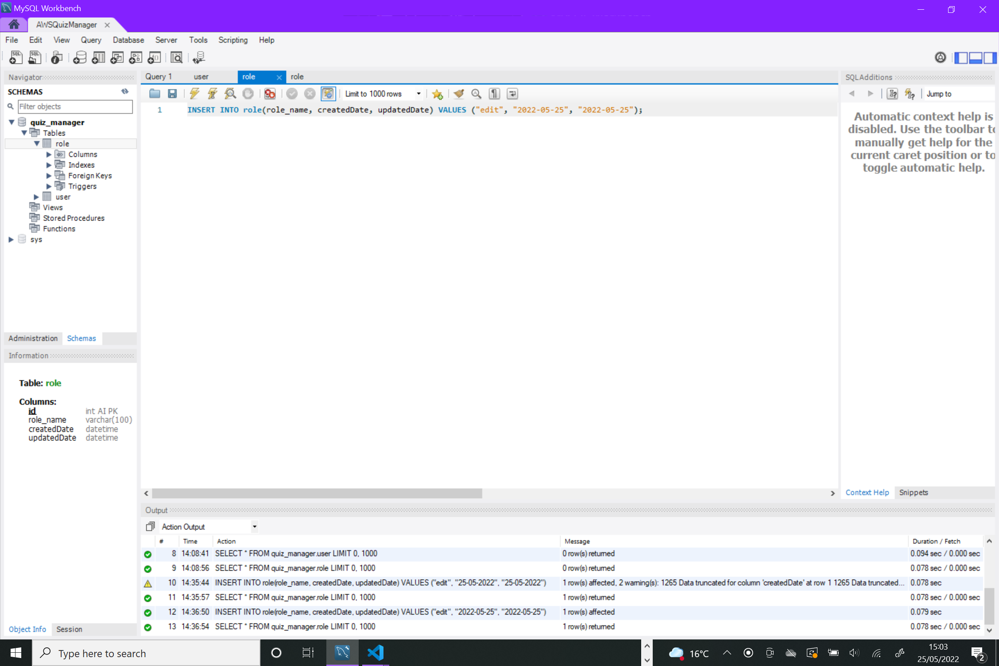 MySQL Workbench
AWSQuizManager
File Edit View Query Database Server Tools Scripting Help
Navigator
SCHEMAS
Filter objects
quiz_manager
Tables
role
Columns
Indexes
Foreign Keys
Triggers
user
Views
Stored Procedures
Functions
sys
Administration Schemas
Information
Table: role
Columns:
id int AI PK
role_name varchar(100)
createdDate datetime
updatedDate datetime
Object Info Session
Query 1 user role role
Limit to 1000 rows
1 INSERT INTO role(role_name, createdDate, updatedDate) VALUES ("edit", "2022-05-25", "2022-05-25");
SQLAdditions
Jump to
Automatic context help is
disabled. Use the toolbar to
manually get help for the
current caret position or to
toggle automatic help.
Context Help Snippets
Output
Action Output
# Time Action Message Duration / Fetch
8 14:08:41 SELECT * FROM quiz_manager.user LIMIT 0, 1000 0 row(s) returned 0.094 sec / 0.000 sec
9 14:08:56 SELECT * FROM quiz_manager.role LIMIT 0, 1000 0 row(s) returned 0.078 sec / 0.000 sec
10 14:35:44 INSERT INTO role(role_name, createdDate, updatedDate) VALUES ("edit", "25-05-2022", "25-05-2022") 1 row(s) affected, 2 warning(s): 1265 Data truncated for column 'createdDate' at row 1 1265 Data truncated... 0.078 sec
11 14:35:57 SELECT * FROM quiz_manager.role LIMIT 0, 1000 1 row(s) returned 0.078 sec / 0.000 sec
12 14:36:50 INSERT INTO role(role_name, createdDate, updatedDate) VALUES ("edit", "2022-05-25", "2022-05-25") 1 row(s) affected 0.079 sec
13 14:36:54 SELECT * FROM quiz_manager.role LIMIT 0, 1000 1 row(s) returned 0.078 sec / 0.000 sec
Type here to search
16°C
15:03
25/05/2022
2